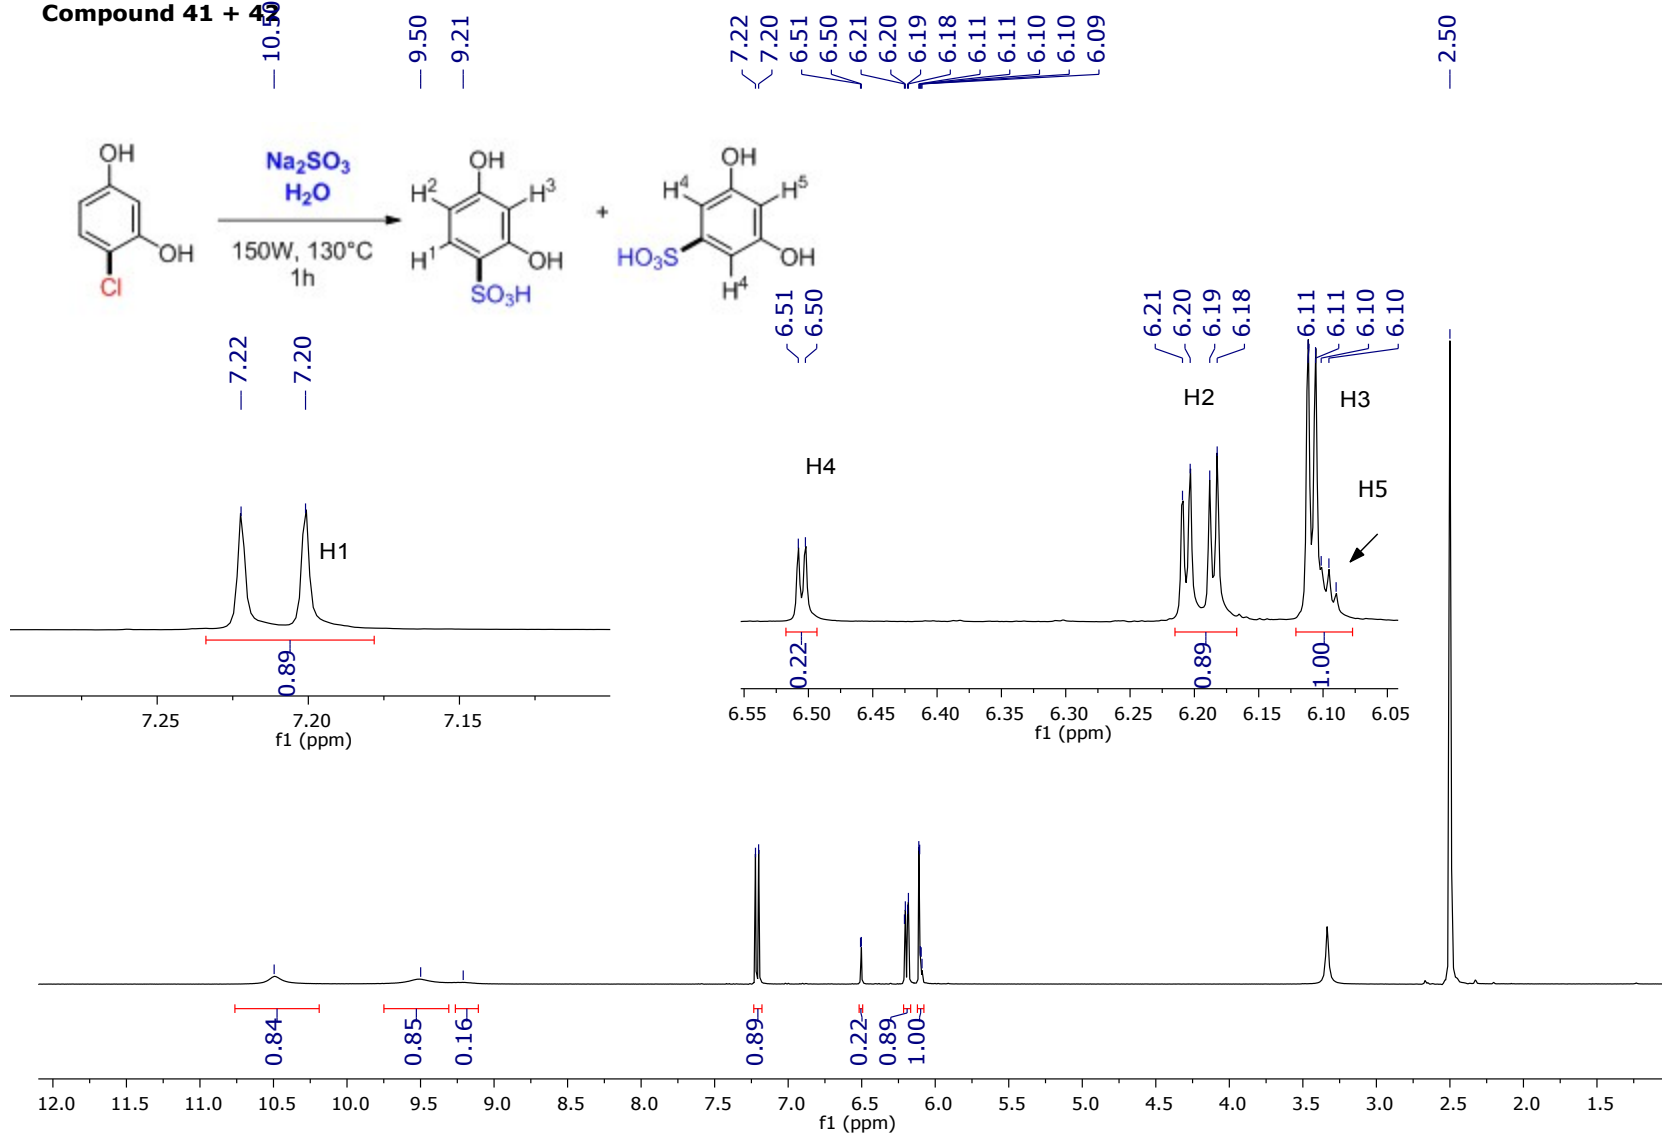 Compound 41 + 42
10.50
9.50
9.21
7.22
7.20
6.51
6.50
6.21
6.20
6.19
6.18
6.11
6.11
6.10
6.10
6.09
2.50
OH
OH
Cl
Na₂SO₃
H₂O
150W, 130°C
1h
OH
H²
H³
H¹
OH
SO₃H
+
OH
H⁴
H⁵
HO₃S
OH
H⁴
7.22
7.20
H1
0.89
7.25 7.20 7.15
f1 (ppm)
6.51
6.50
6.21
6.20
6.19
6.18
6.11
6.11
6.10
6.10
H4
H2
H3
H5
0.22
0.89
1.00
6.55 6.50 6.45 6.40 6.35 6.30 6.25 6.20 6.15 6.10 6.05
f1 (ppm)
0.84
0.85
0.16
0.89
0.22
0.89
1.00
12.0 11.5 11.0 10.5 10.0 9.5 9.0 8.5 8.0 7.5 7.0 6.5 6.0 5.5 5.0 4.5 4.0 3.5 3.0 2.5 2.0 1.5
f1 (ppm)